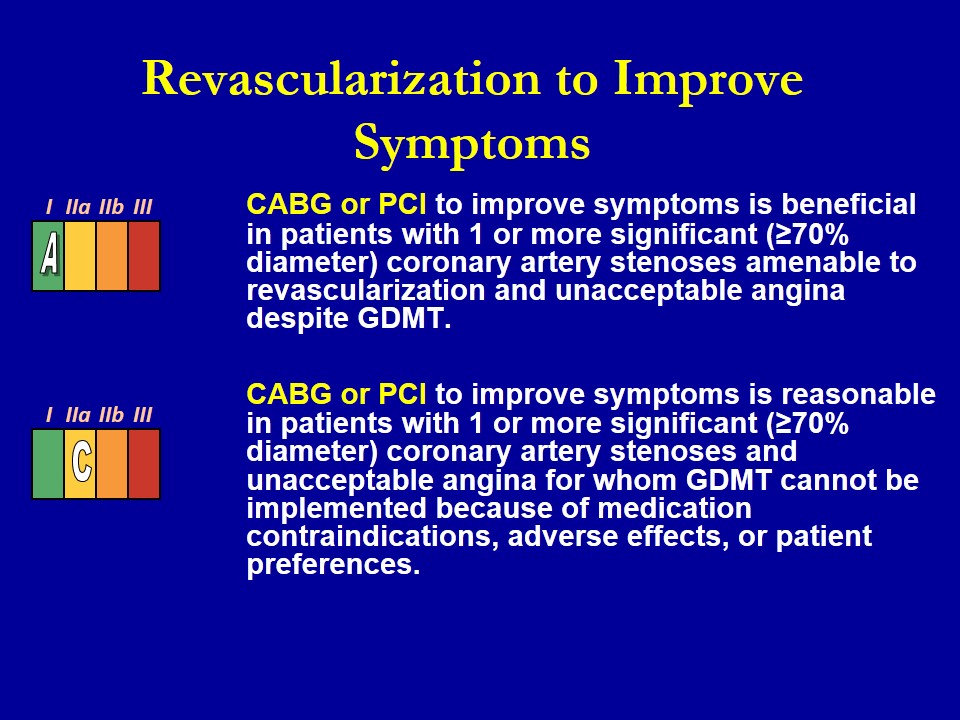 Revascularization to Improve
Symptoms
I IIa IIb III
A
CABG or PCI to improve symptoms is beneficial
in patients with 1 or more significant (≥70%
diameter) coronary artery stenoses amenable to
revascularization and unacceptable angina
despite GDMT.
I IIa IIb III
C
CABG or PCI to improve symptoms is reasonable
in patients with 1 or more significant (≥70%
diameter) coronary artery stenoses and
unacceptable angina for whom GDMT cannot be
implemented because of medication
contraindications, adverse effects, or patient
preferences.